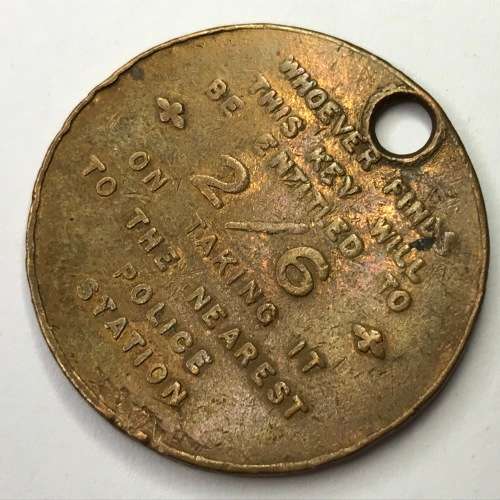 WHOEVER FINDS
THIS KEY WILL
BE ENTITLED TO
2/6
ON TAKING IT
TO THE NEAREST
POLICE
STATION